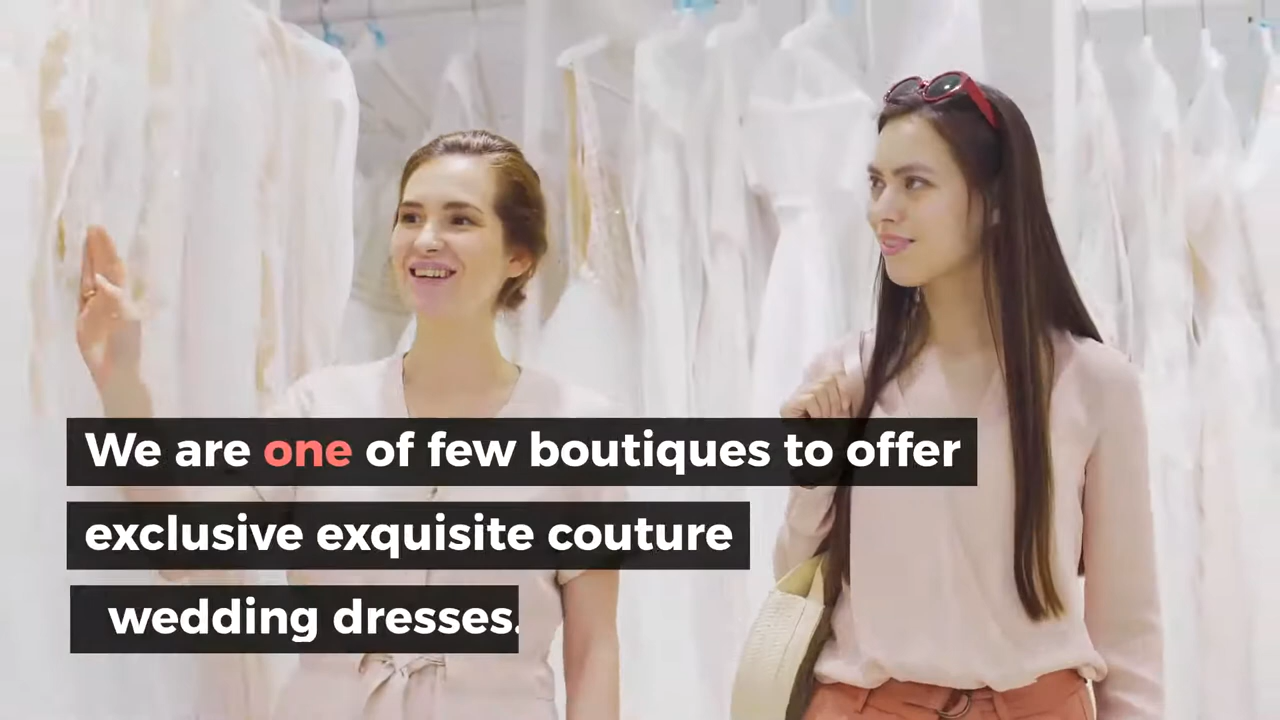 We are one of few boutiques to offer
exclusive exquisite couture
wedding dresses.